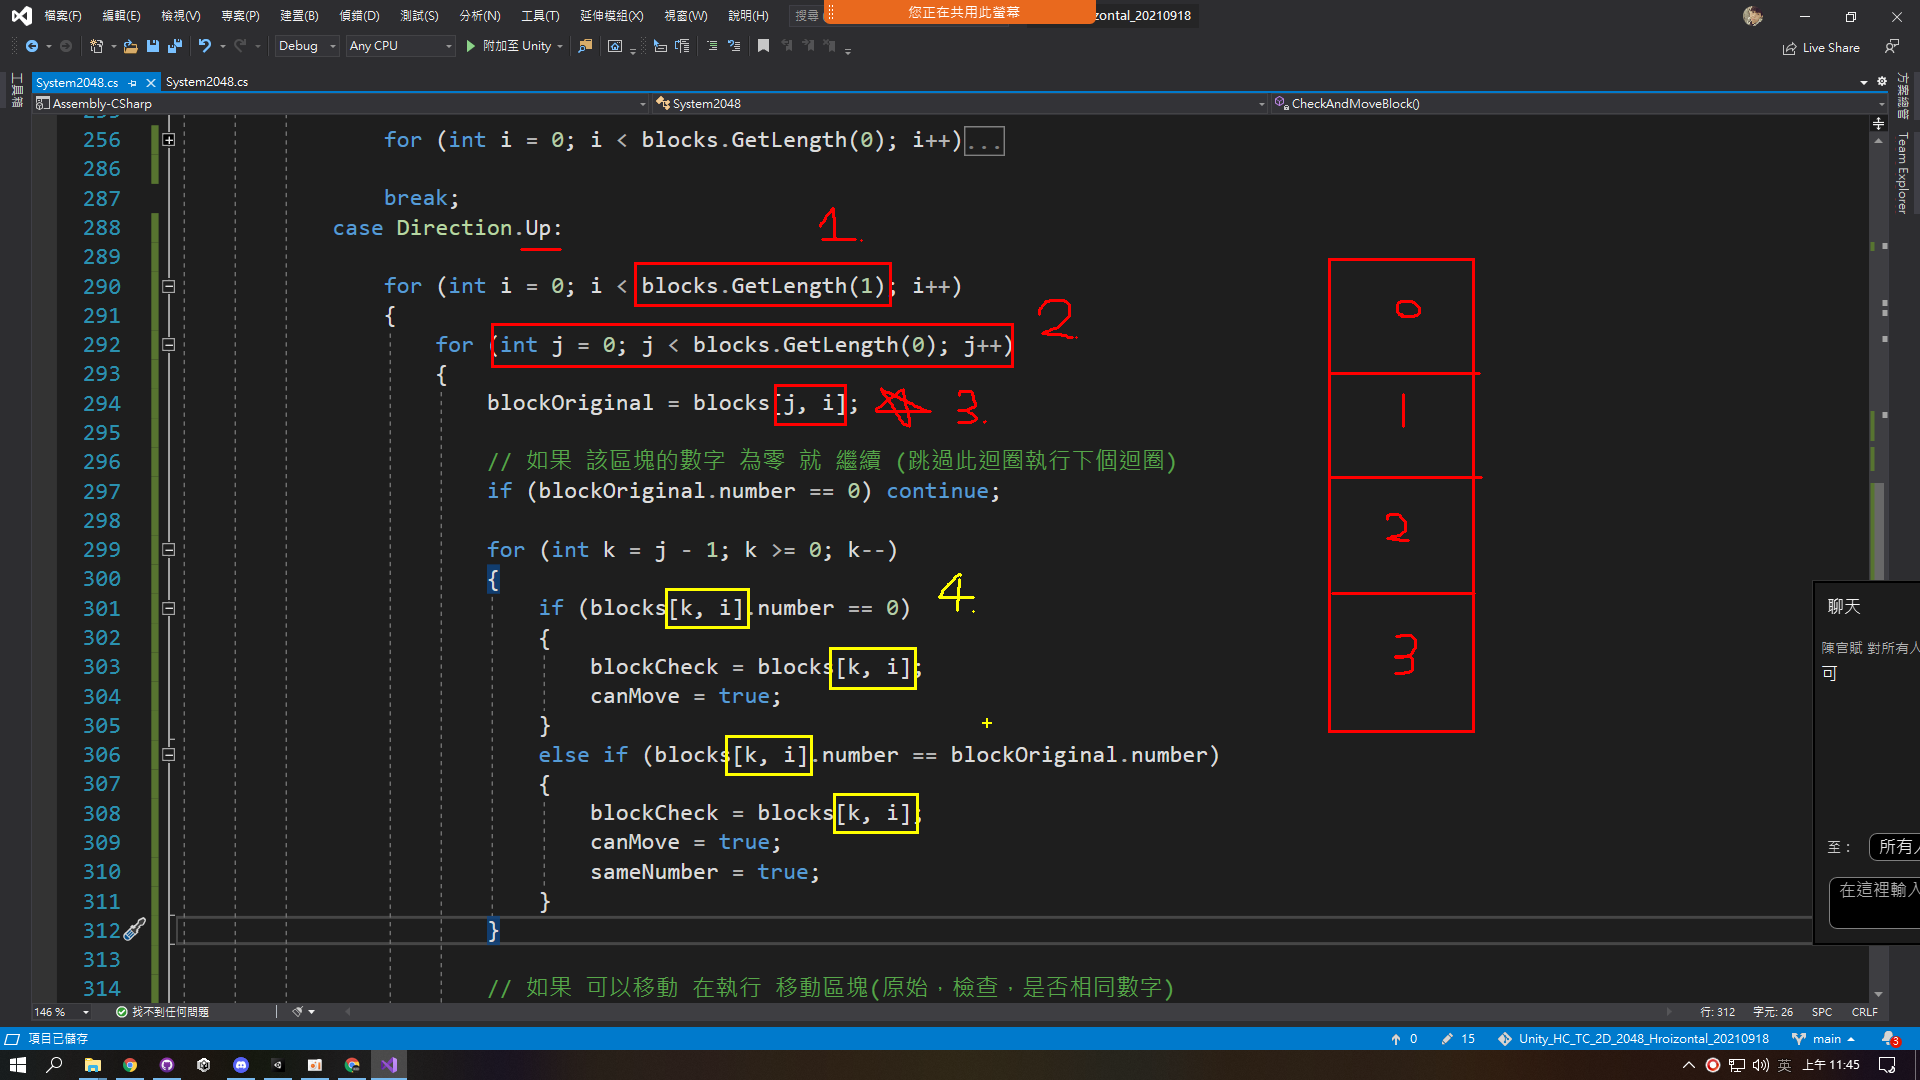 檔案(F) 編輯(E) 檢視(V) 專案(P) 建置(B) 偵錯(D) 測試(S) 分析(N) 工具(T) 延伸模組(X) 視窗(W) 說明(H) 搜尋 您正在共用此螢幕 zontal_20210918
Debug Any CPU 附加至 Unity Live Share
System2048.cs System2048.cs
工具箱
方案總管
Team Explorer
Assembly-CSharp System2048 CheckAndMoveBlock()
256 for (int i = 0; i < blocks.GetLength(0); i++)...
286
287 break;
288 case Direction.Up:
1.
289
290 for (int i = 0; i < blocks.GetLength(1); i++)
291 {
2.
292 for (int j = 0; j < blocks.GetLength(0); j++)
293 {
294 blockOriginal = blocks[j, i]; 3.
295
296 // 如果 該區塊的數字 為零 就 繼續 (跳過此迴圈執行下個迴圈)
297 if (blockOriginal.number == 0) continue;
298
299 for (int k = j - 1; k >= 0; k--)
300 {
301 if (blocks[k, i].number == 0) 4.
302 {
303 blockCheck = blocks[k, i];
304 canMove = true;
305 }
306 else if (blocks[k, i].number == blockOriginal.number)
307 {
308 blockCheck = blocks[k, i];
309 canMove = true;
310 sameNumber = true;
311 }
312 }
313
314 // 如果 可以移動 在執行 移動區塊(原始，檢查，是否相同數字)
0
1
2
3
聊天
陳官賦 對所有人
可
至： 所有人
在這裡輸入
146 % 找不到任何問題 行: 312 字元: 26 SPC CRLF
項目已儲存 0 15 Unity_HC_TC_2D_2048_Hroizontal_20210918 main 3
英 上午 11:45